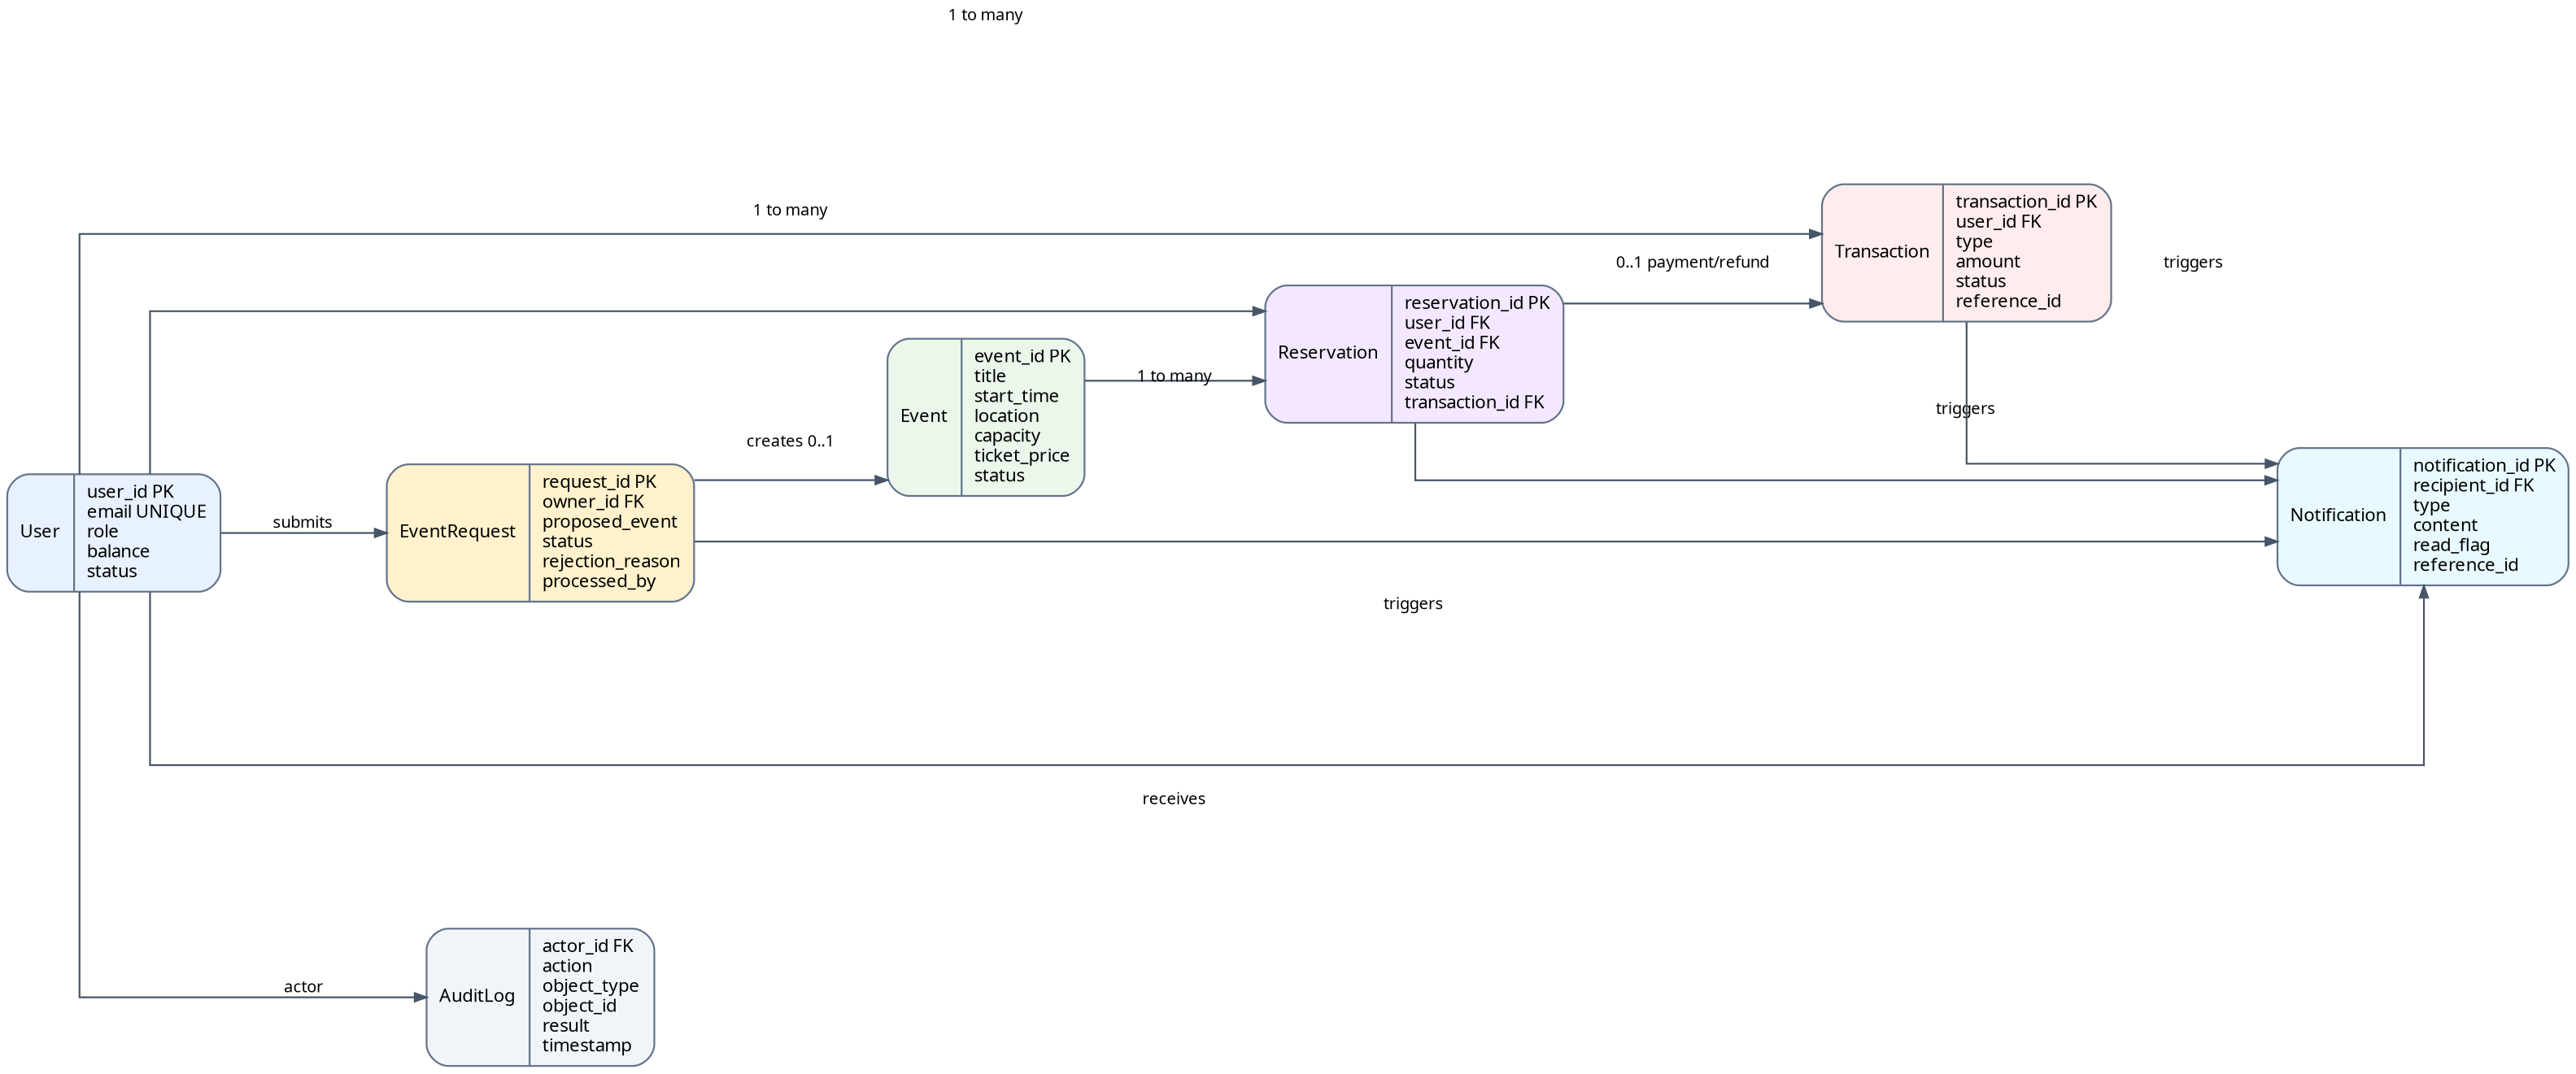 1 to many
1 to many
Transaction
transaction_id PK
user_id FK
type
amount
status
reference_id
0..1 payment/refund
triggers
Reservation
reservation_id PK
user_id FK
event_id FK
quantity
status
transaction_id FK
Event
event_id PK
title
start_time
location
capacity
ticket_price
status
1 to many
triggers
creates 0..1
User
user_id PK
email UNIQUE
role
balance
status
submits
EventRequest
request_id PK
owner_id FK
proposed_event
status
rejection_reason
processed_by
Notification
notification_id PK
recipient_id FK
type
content
read_flag
reference_id
triggers
receives
actor
AuditLog
actor_id FK
action
object_type
object_id
result
timestamp